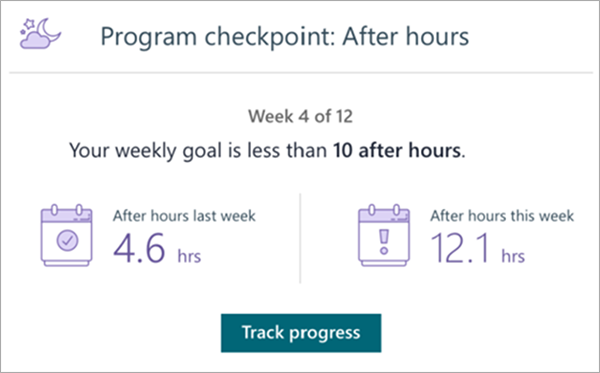 Program checkpoint: After hours
Week 4 of 12
Your weekly goal is less than 10 after hours.
After hours last week
4.6 hrs
After hours this week
12.1 hrs
Track progress